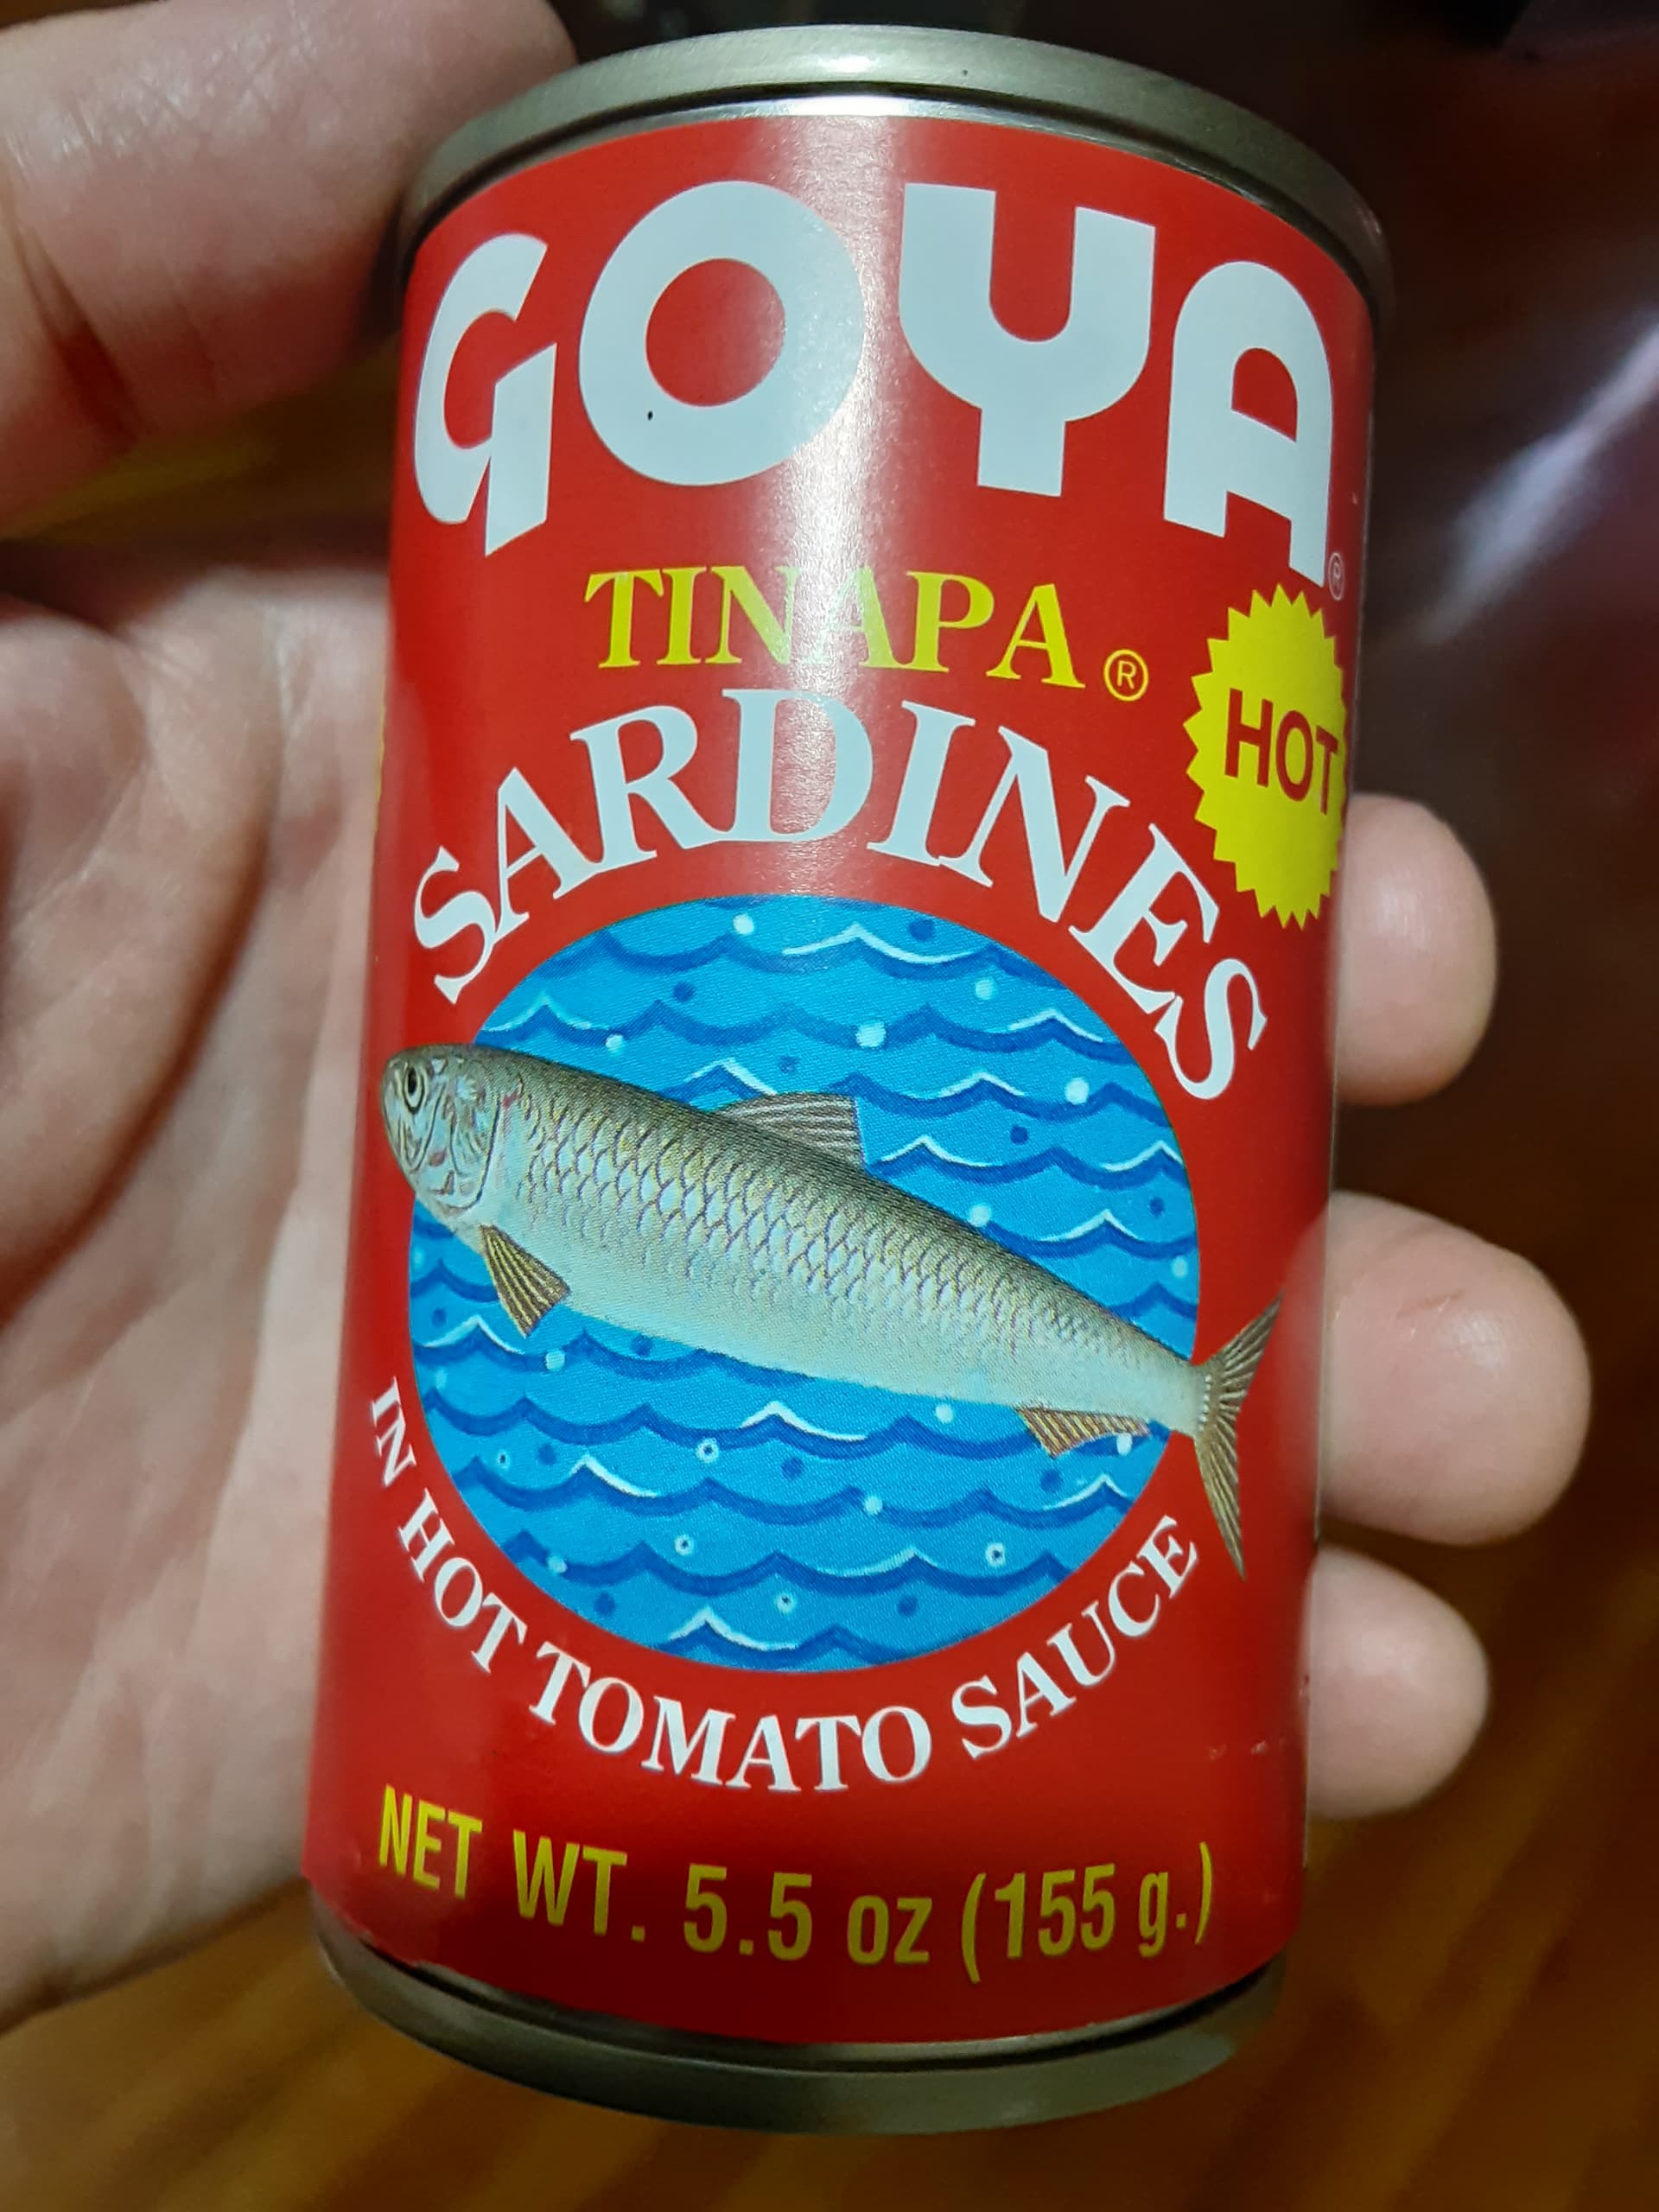 GOYA®
TINAPA®
HOT
SARDINES
IN HOT TOMATO SAUCE
NET WT. 5.5 oz (155 g.)